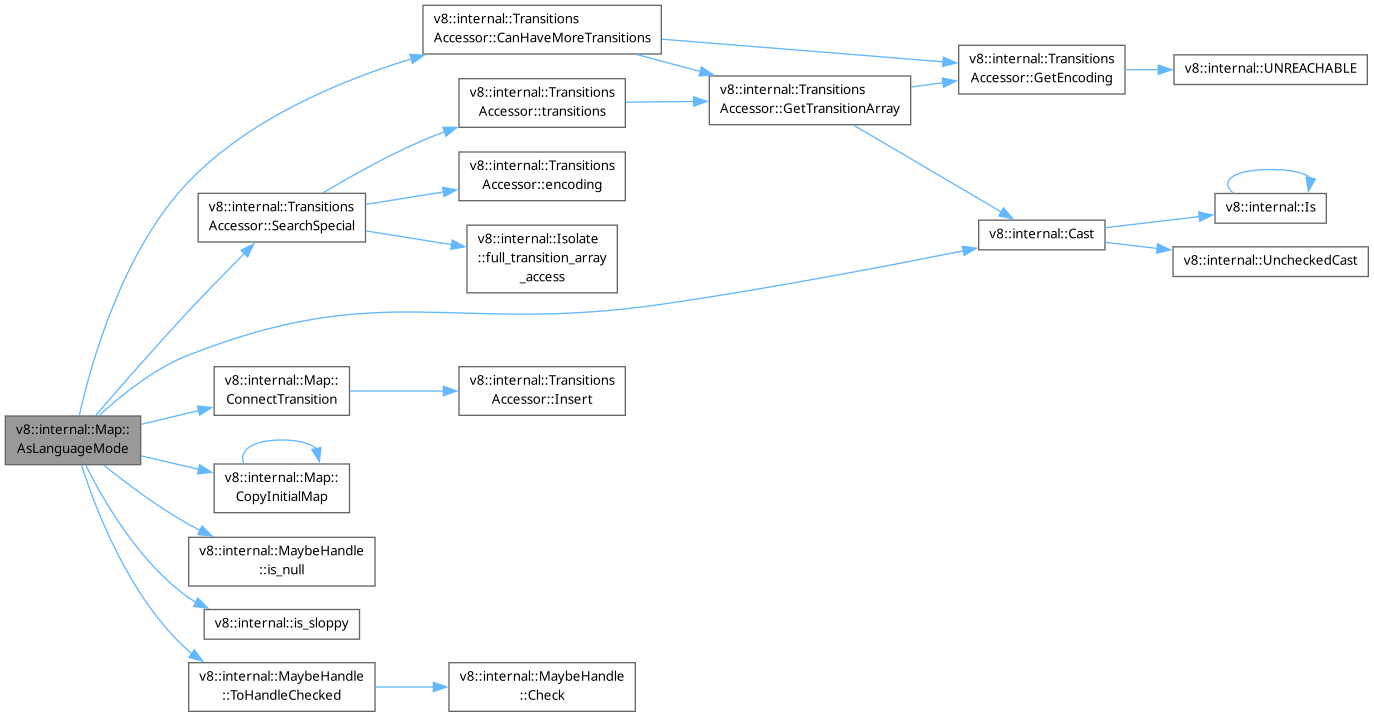 v8::internal::Transitions
Accessor::CanHaveMoreTransitions
v8::internal::Transitions
Accessor::GetEncoding
v8::internal::UNREACHABLE
v8::internal::Transitions
Accessor::transitions
v8::internal::Transitions
Accessor::GetTransitionArray
v8::internal::Transitions
Accessor::encoding
v8::internal::Transitions
Accessor::SearchSpecial
v8::internal::Is
v8::internal::Isolate
::full_transition_array
_access
v8::internal::Cast
v8::internal::UncheckedCast
v8::internal::Map::
ConnectTransition
v8::internal::Transitions
Accessor::Insert
v8::internal::Map::
AsLanguageMode
v8::internal::Map::
CopyInitialMap
v8::internal::MaybeHandle
::is_null
v8::internal::is_sloppy
v8::internal::MaybeHandle
::ToHandleChecked
v8::internal::MaybeHandle
::Check